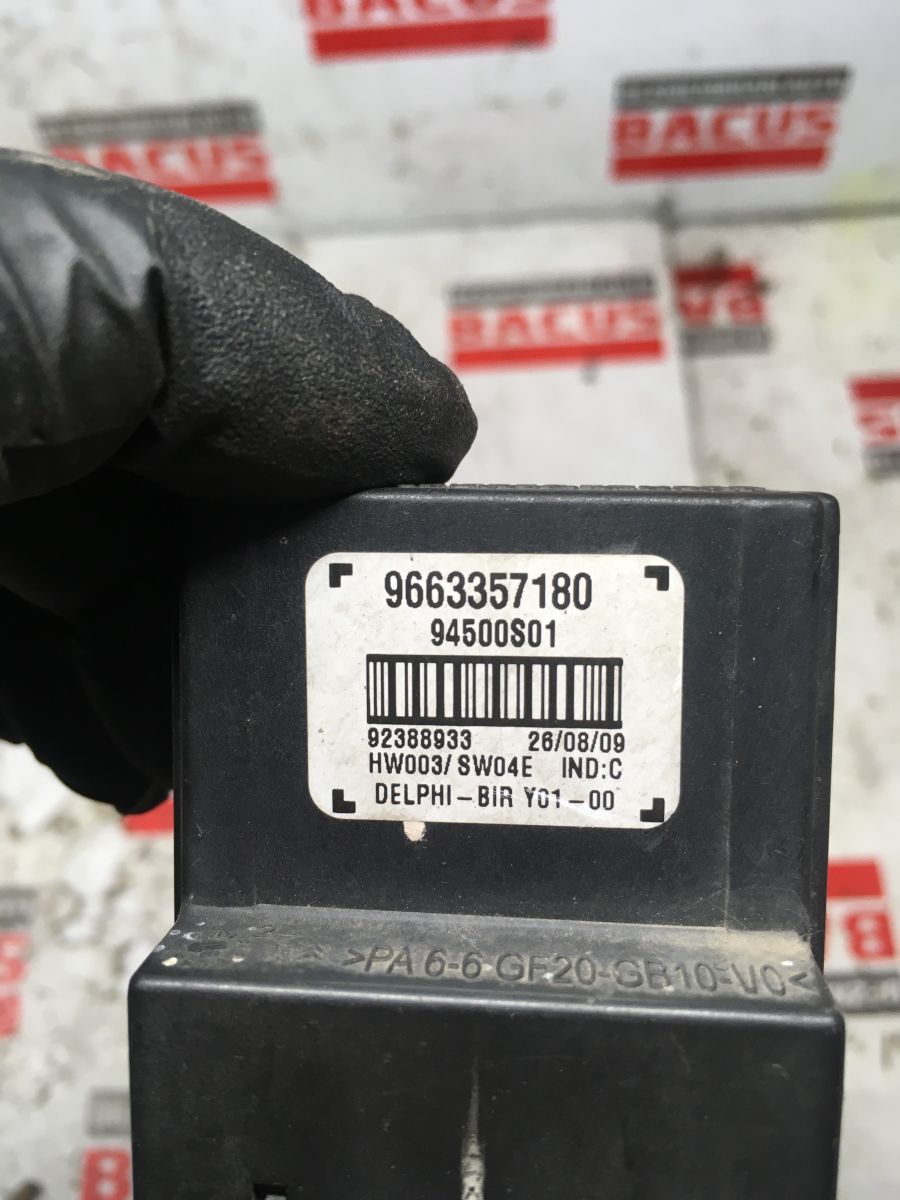 BACUS
BACUS
BACUS
9663357180
94500S01
92388933 26/08/09
HW003/SW04E IND:C
DELPHI-BIR Y01-00
>PA 6-6 GF20-GB10-V0<